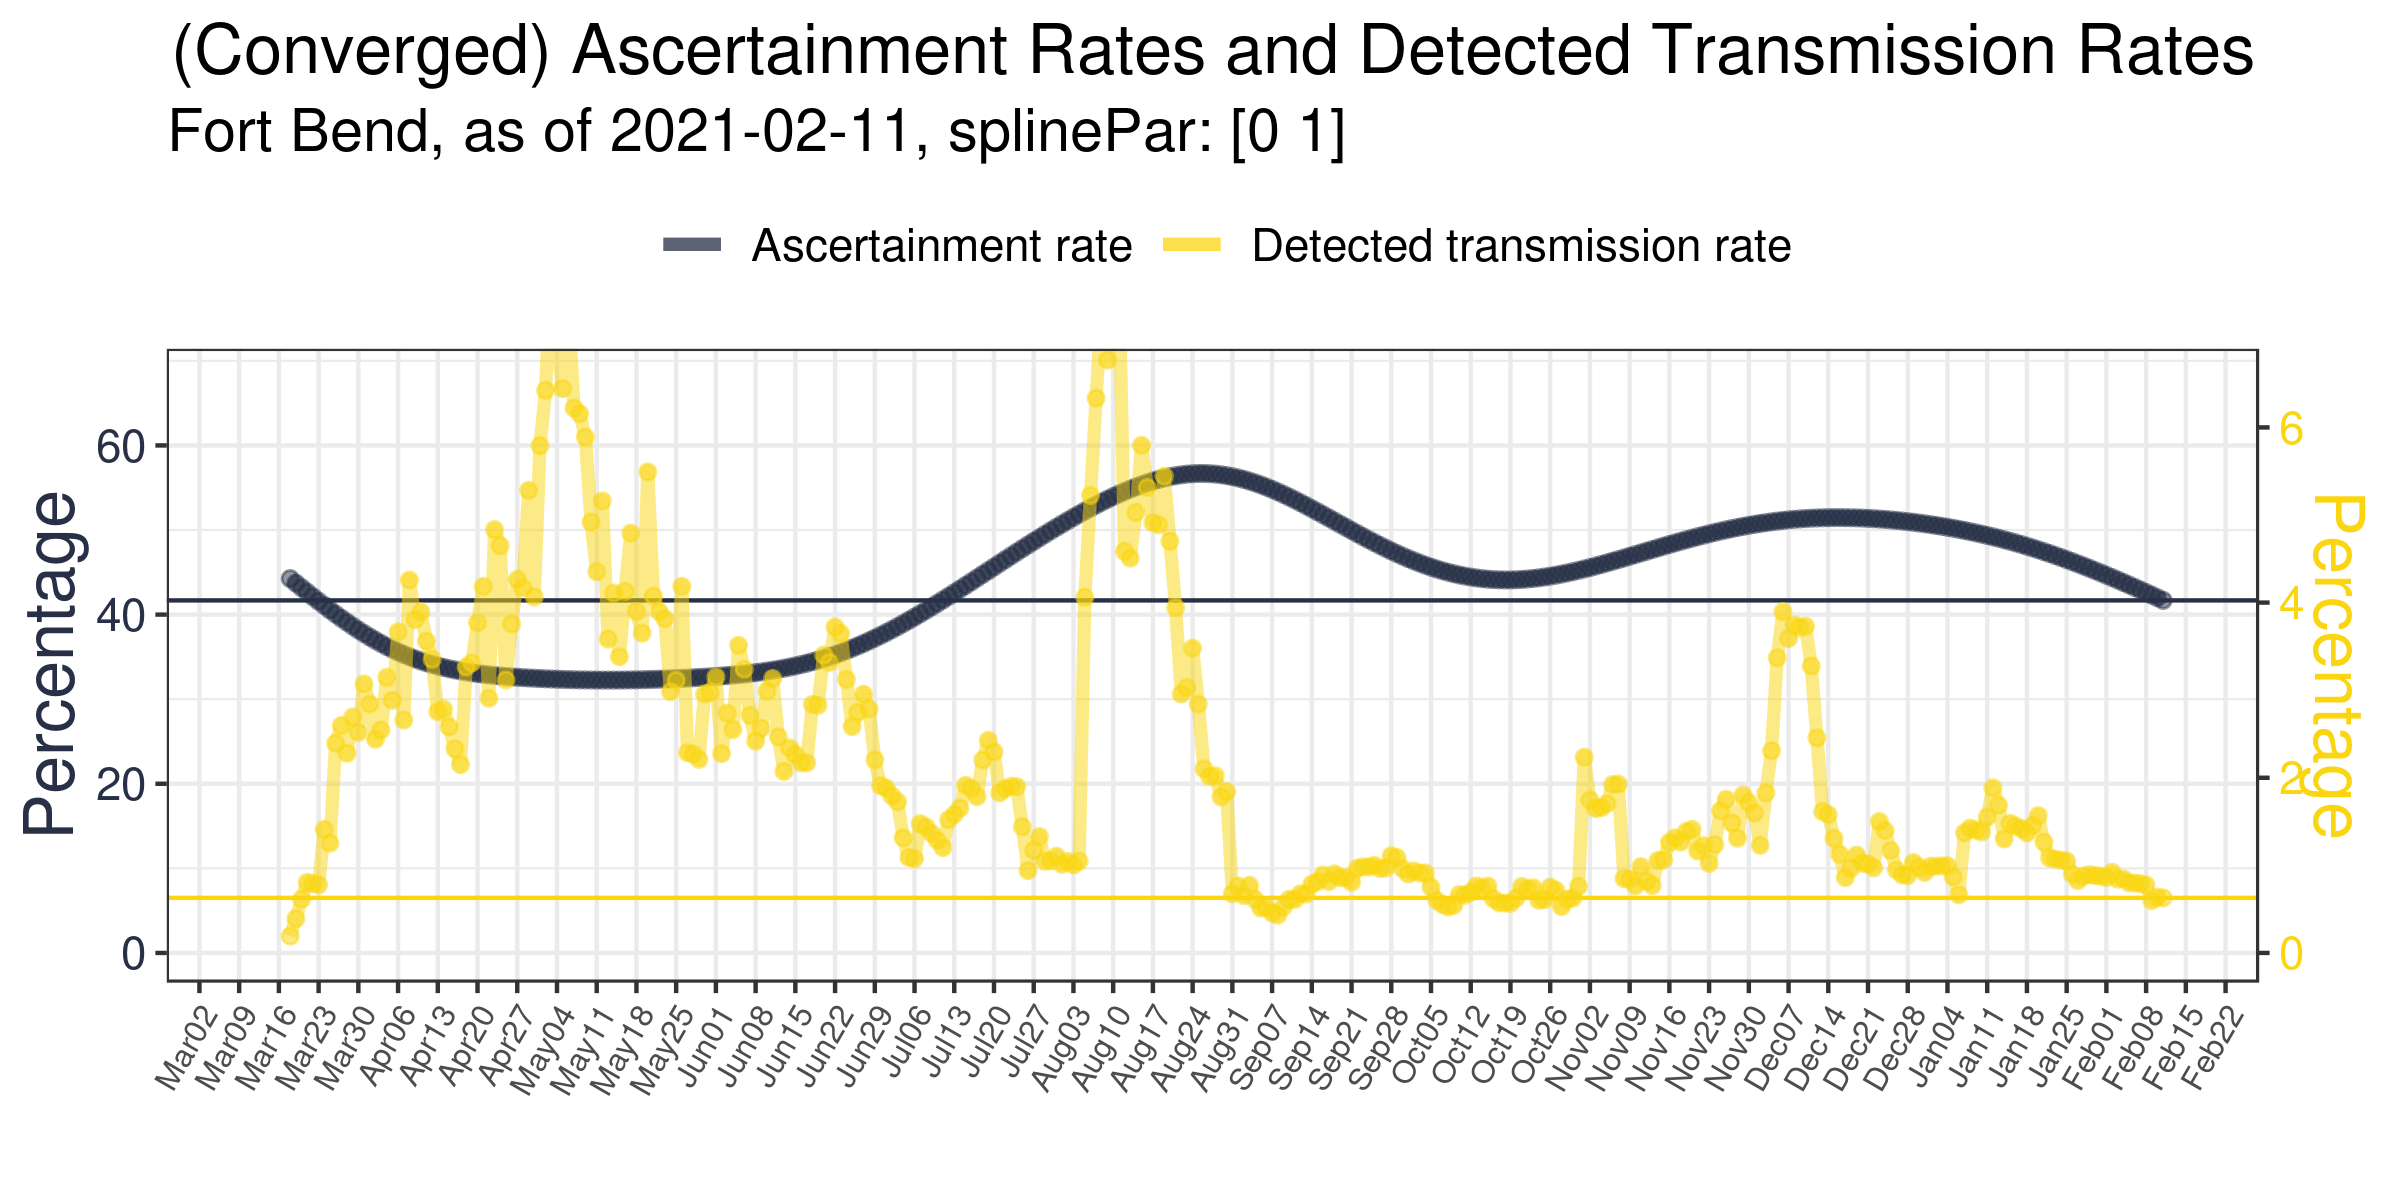 (Converged) Ascertainment Rates and Detected Transmission Rates
Fort Bend, as of 2021-02-11, splinePar: [0 1]
Ascertainment rate Detected transmission rate
Percentage
60
40
20
0
6
4
2
0
Percentage
Mar02 Mar09 Mar16 Mar23 Mar30 Apr06 Apr13 Apr20 Apr27 May04 May11 May18 May25 Jun01 Jun08 Jun15 Jun22 Jun29 Jul06 Jul13 Jul20 Jul27 Aug03 Aug10 Aug17 Aug24 Aug31 Sep07 Sep14 Sep21 Sep28 Oct05 Oct12 Oct19 Oct26 Nov02 Nov09 Nov16 Nov23 Nov30 Dec07 Dec14 Dec21 Dec28 Jan04 Jan11 Jan18 Jan25 Feb01 Feb08 Feb15 Feb22